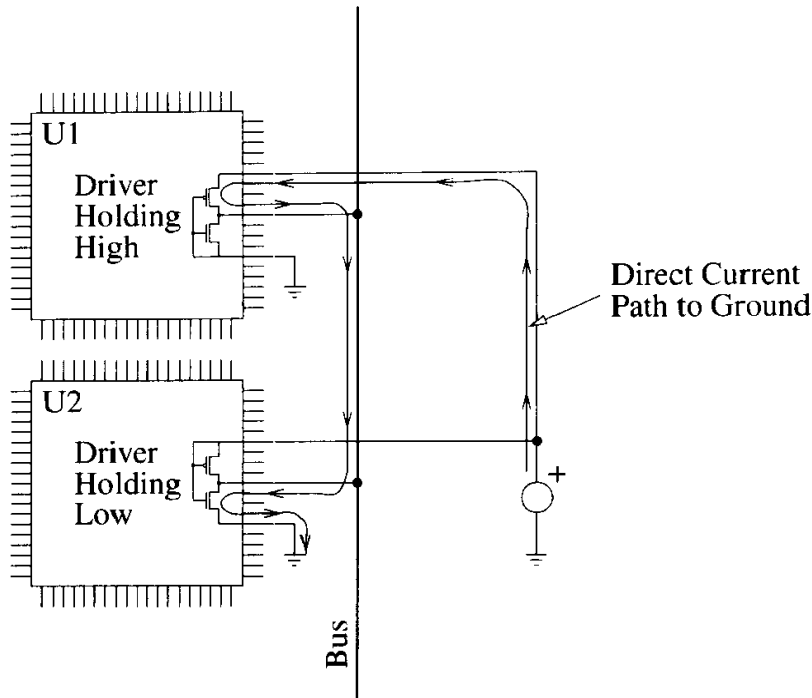 U1
Driver
Holding
High
Direct Current
Path to Ground
U2
Driver
Holding
Low
+
Bus